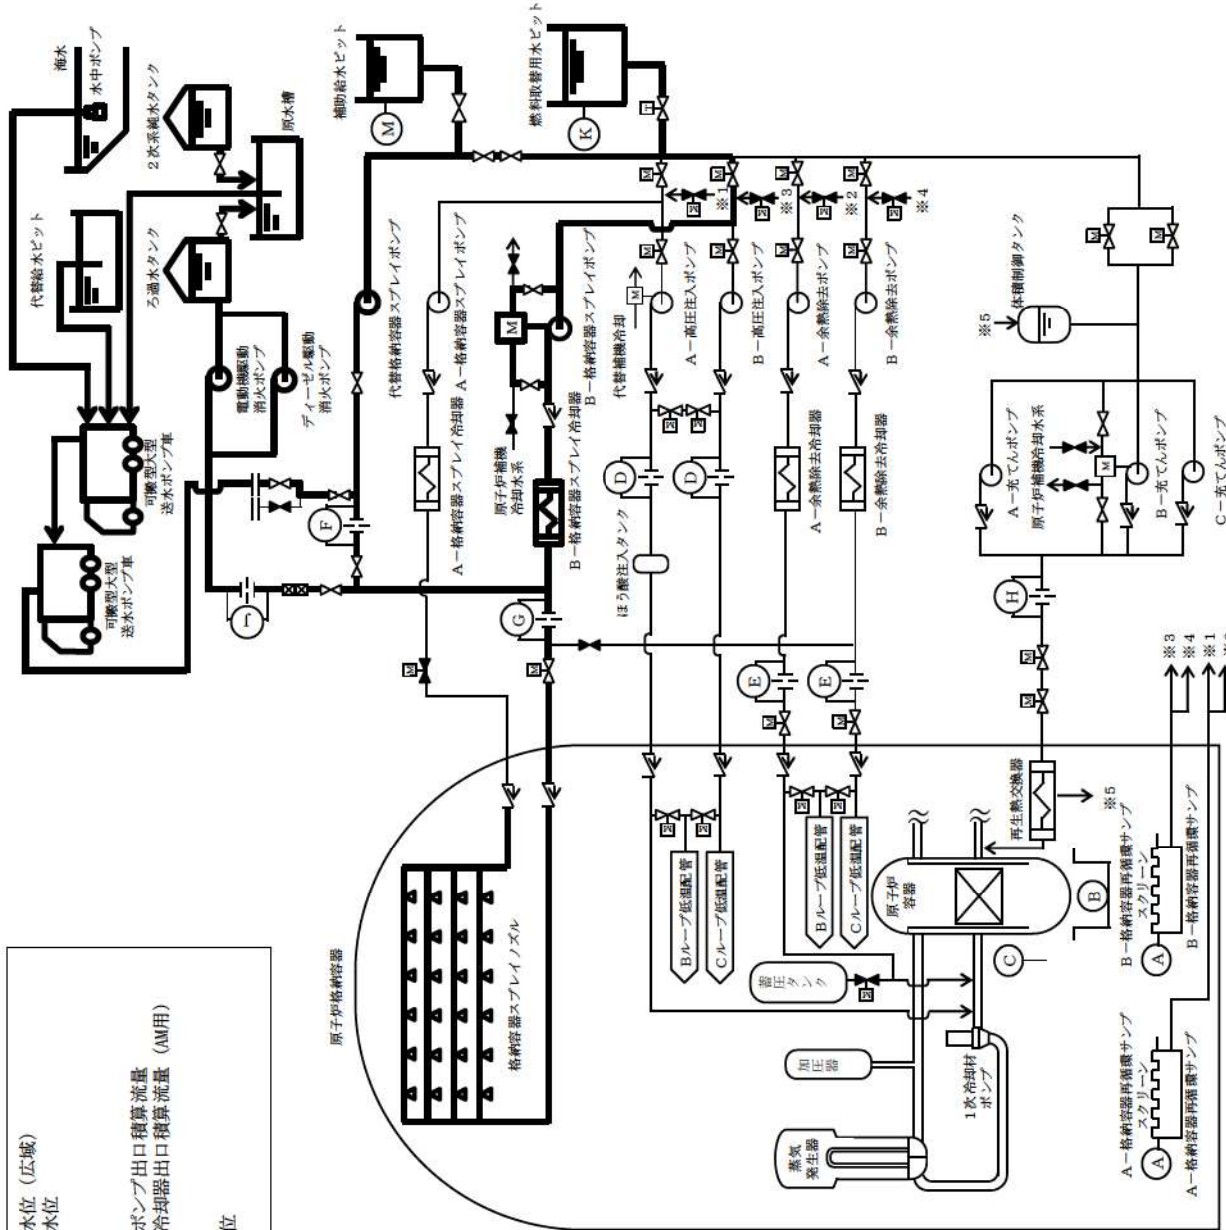 海水
水中ポンプ
2次系純水タンク
原水槽
代替給水ピット
ろ過水タンク
電動機駆動
消火ポンプ
ディーゼル駆動
消火ポンプ
可搬型大型
送水ポンプ車
可搬型大型
送水ポンプ車
補助給水ピット
M
燃料取替用水ピット
K
T
代替格納容器スプレイポンプ
A-格納容器スプレイポンプ
B-格納容器スプレイポンプ
A-格納容器スプレイ冷却器
原子炉補機
冷却水系
B-格納容器スプレイ冷却器
M
F
J
G
代替補機冷却
A-高圧注入ポンプ
B-高圧注入ポンプ
A-余熱除去ポンプ
B-余熱除去ポンプ
※1
※3
※2
※4
ほう酸注入タンク
D
D
A-余熱除去冷却器
B-余熱除去冷却器
E
E
体積制御タンク
※5
A-充てんポンプ
原子炉補機冷却水系
B-充てんポンプ
C-充てんポンプ
H
再生熱交換器
※5
原子炉格納容器
格納容器スプレイノズル
Bループ低温配管
Cループ低温配管
Bループ低温配管
Cループ低温配管
蓄圧タンク
原子炉
容器
C
B
加圧器
蒸気
発生器
1次冷却材
ポンプ
B-格納容器再循環サンプ
スクリーン
A
B-格納容器再循環サンプ
A-格納容器再循環サンプ
スクリーン
A
A-格納容器再循環サンプ
※3
※4
※1
水位（広域）
水位
ポンプ出口積算流量
冷却器出口積算流量（AM用）
位